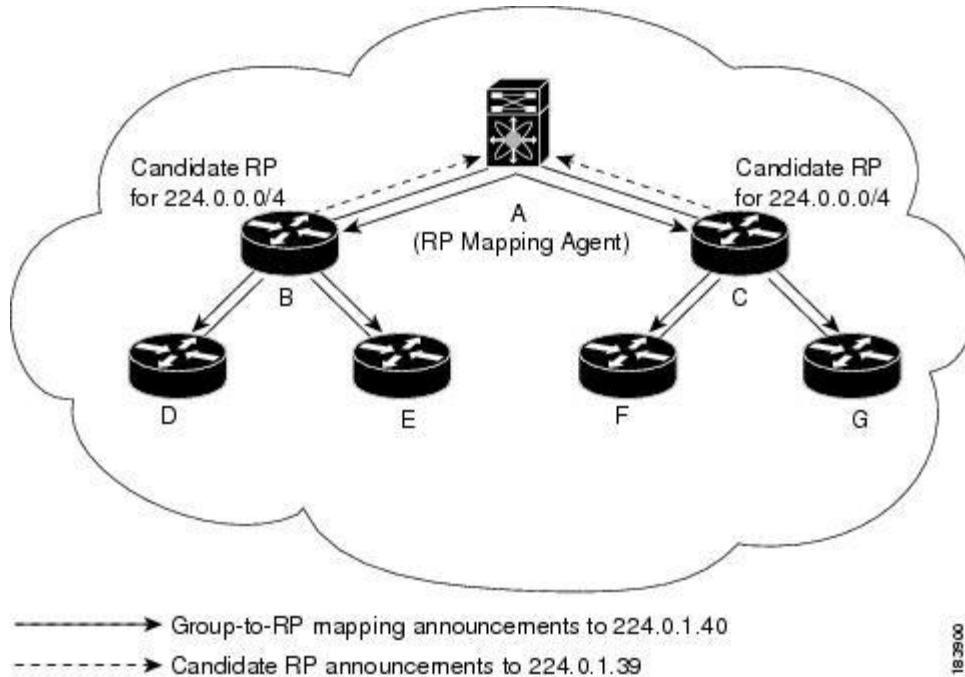 Candidate RP
for 224.0.0.0/4
Candidate RP
for 224.0.0.0/4
A
(RP Mapping Agent)
B
C
D
E
F
G
Group-to-RP mapping announcements to 224.0.1.40
Candidate RP announcements to 224.0.1.39
183900